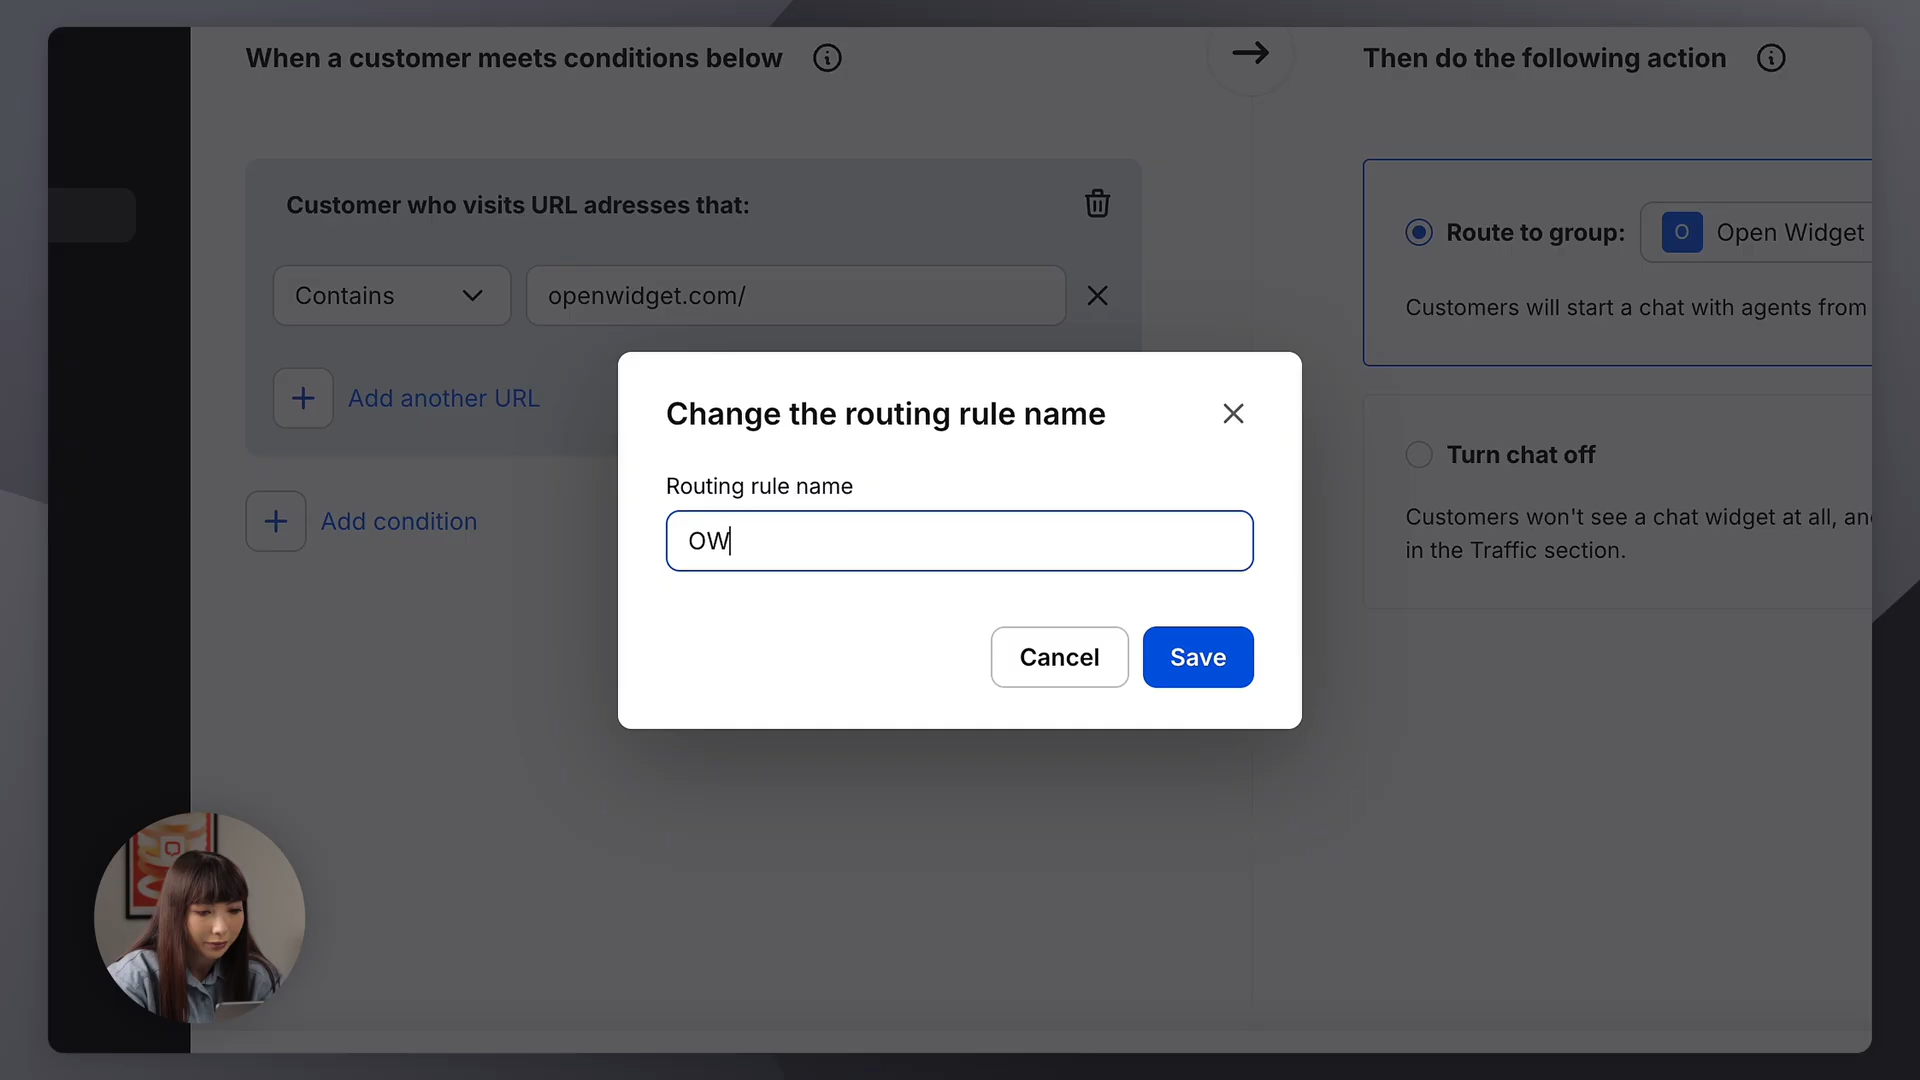 When a customer meets conditions below
Then do the following action
Customer who visits URL adresses that:
Contains
openwidget.com/
Add another URL
Add condition
Route to group:
O
Open Widget
Customers will start a chat with agents from
Turn chat off
Customers won't see a chat widget at all, an
in the Traffic section.
Change the routing rule name
Routing rule name
OW
Cancel
Save